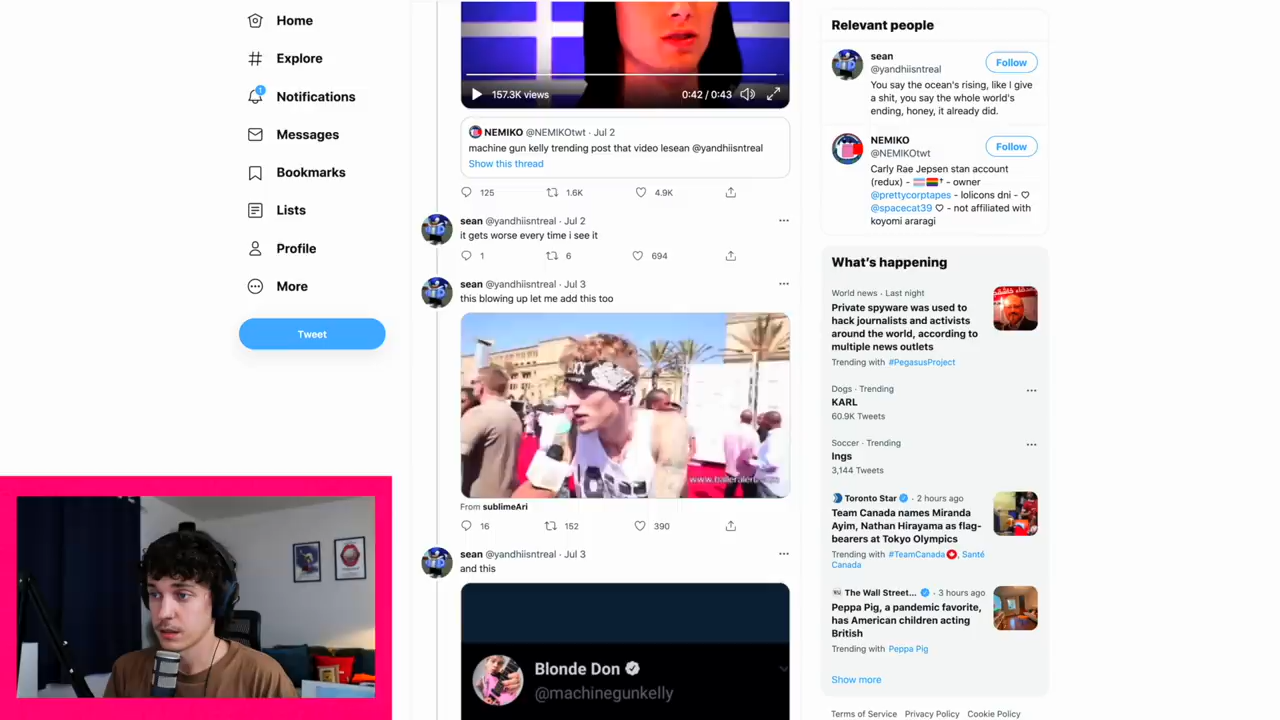 Home
Explore
1
Notifications
Messages
Bookmarks
Lists
Profile
More
Tweet
157.3K views
0:42 / 0:43
NEMIKO @NEMIKOtwt · Jul 2
machine gun kelly trending post that video lesean @yandhiisntreal
Show this thread
125
1.6K
4.9K
sean @yandhiisntreal · Jul 2
it gets worse every time i see it
1
6
694
sean @yandhiisntreal · Jul 3
this blowing up let me add this too
From sublimeAri
16
152
390
sean @yandhiisntreal · Jul 3
and this
Blonde Don
@machinegunkelly
Relevant people
sean
@yandhiisntreal
Follow
You say the ocean's rising, like I give
a shit, you say the whole world's
ending, honey, it already did.
NEMIKO
@NEMIKOtwt
Follow
Carly Rae Jepsen stan account
(redux) - - owner
@prettycorptapes - lolicons dni -
@spacecat39 - not affiliated with
koyomi araragi
What's happening
World news · Last night
Private spyware was used to
hack journalists and activists
around the world, according to
multiple news outlets
Trending with #PegasusProject
Dogs · Trending
KARL
60.9K Tweets
Soccer · Trending
Ings
3,144 Tweets
Toronto Star · 2 hours ago
Team Canada names Miranda
Ayim, Nathan Hirayama as flag-
bearers at Tokyo Olympics
Trending with #TeamCanada, Santé
Canada
The Wall Street... · 3 hours ago
Peppa Pig, a pandemic favorite,
has American children acting
British
Trending with Peppa Pig
Show more
Terms of Service Privacy Policy Cookie Policy